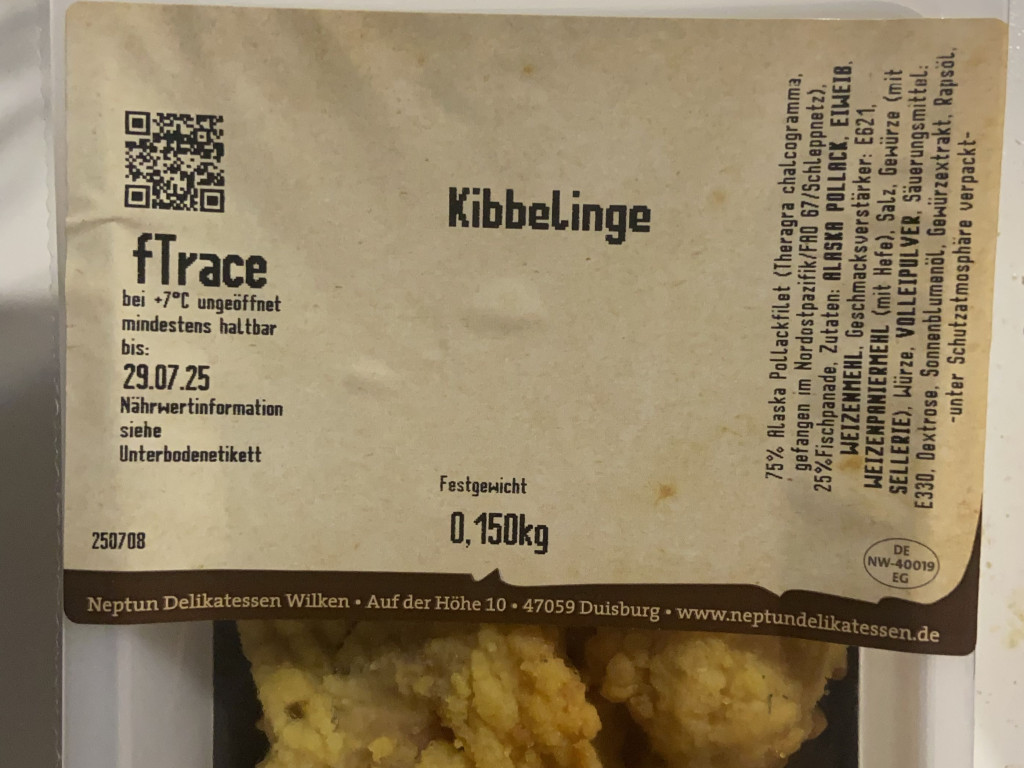 Kibbelinge
fTrace
bei +7°C ungeöffnet
mindestens haltbar
bis:
29.07.25
Nährwertinformation
siehe
Unterbodenetikett
250708
Festgewicht
0,150kg
75% Alaska Pollackfilet (Theragra chalcogramma,
gefangen im Nordostpazifik/FAO 67/Schleppnetz),
25%Fischpanade, Zutaten: ALASKA POLLACK, EIWEIß,
WEIZENMEHL, Geschmacksverstärker: E621,
WEIZENPANIERMEHL (mit Hefe), Salz, Gewürze (mit
SELLERIE), Würze, VOLLEIPULVER, Säuerungsmittel:
E330, Dextrose, Sonnenblumenöl, Gewürzextrakt, Rapsöl,
-unter Schutzatmosphäre verpackt-
DE
NW-40019
EG
Neptun Delikatessen Wilken • Auf der Höhe 10 • 47059 Duisburg • www.neptundelikatessen.de